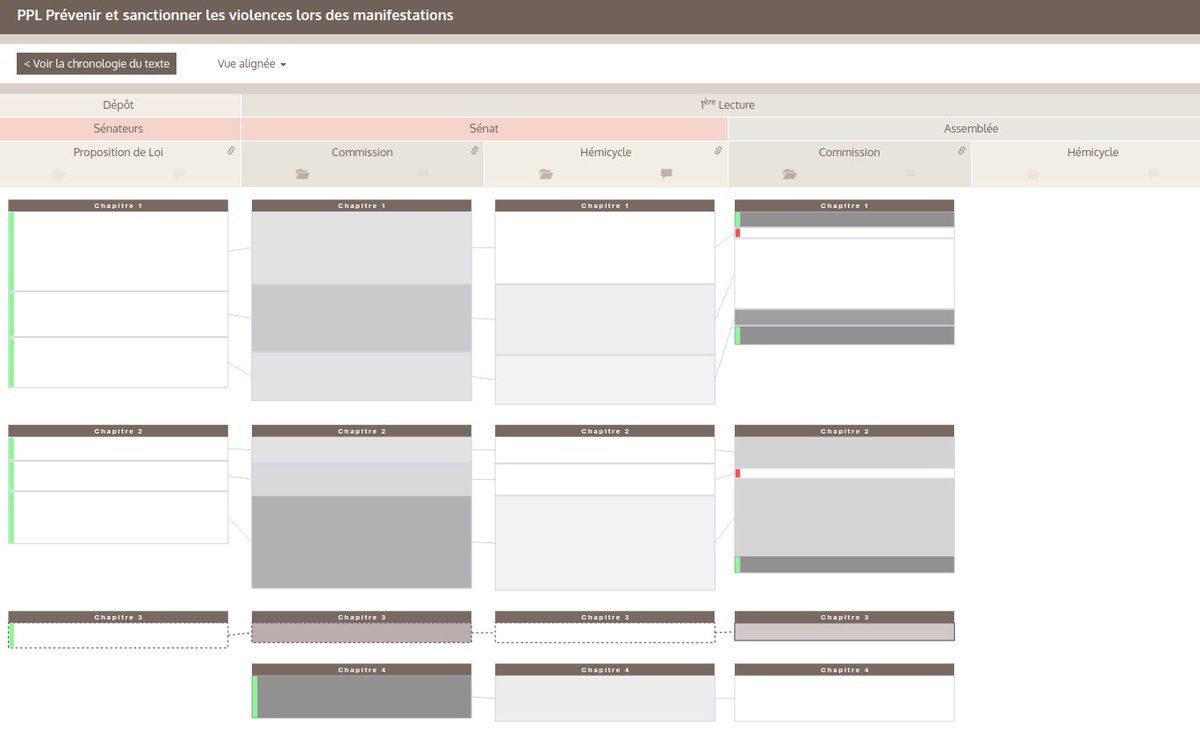 PPL Prévenir et sanctionner les violences lors des manifestations
< Voir la chronologie du texte Vue alignée
Dépôt 1ère Lecture
Sénateurs Sénat Assemblée
Proposition de Loi Commission Hémicycle Commission Hémicycle
Chapitre 1 Chapitre 1 Chapitre 1 Chapitre 1
Chapitre 2 Chapitre 2 Chapitre 2 Chapitre 2
Chapitre 3 Chapitre 3 Chapitre 3 Chapitre 3
Chapitre 4 Chapitre 4 Chapitre 4